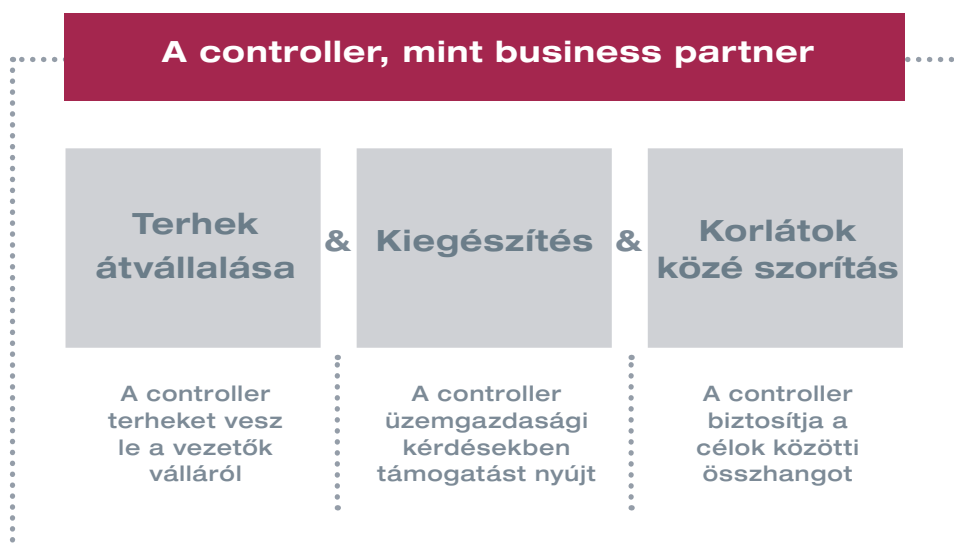 A controller, mint business partner
Terhek
átvállalása
&
Kiegészítés
&
Korlátok
közé szorítás
A controller
terheket vesz
le a vezetők
válláról
A controller
üzemgazdasági
kérdésekben
támogatást nyújt
A controller
biztosítja a
célok közötti
összhangot